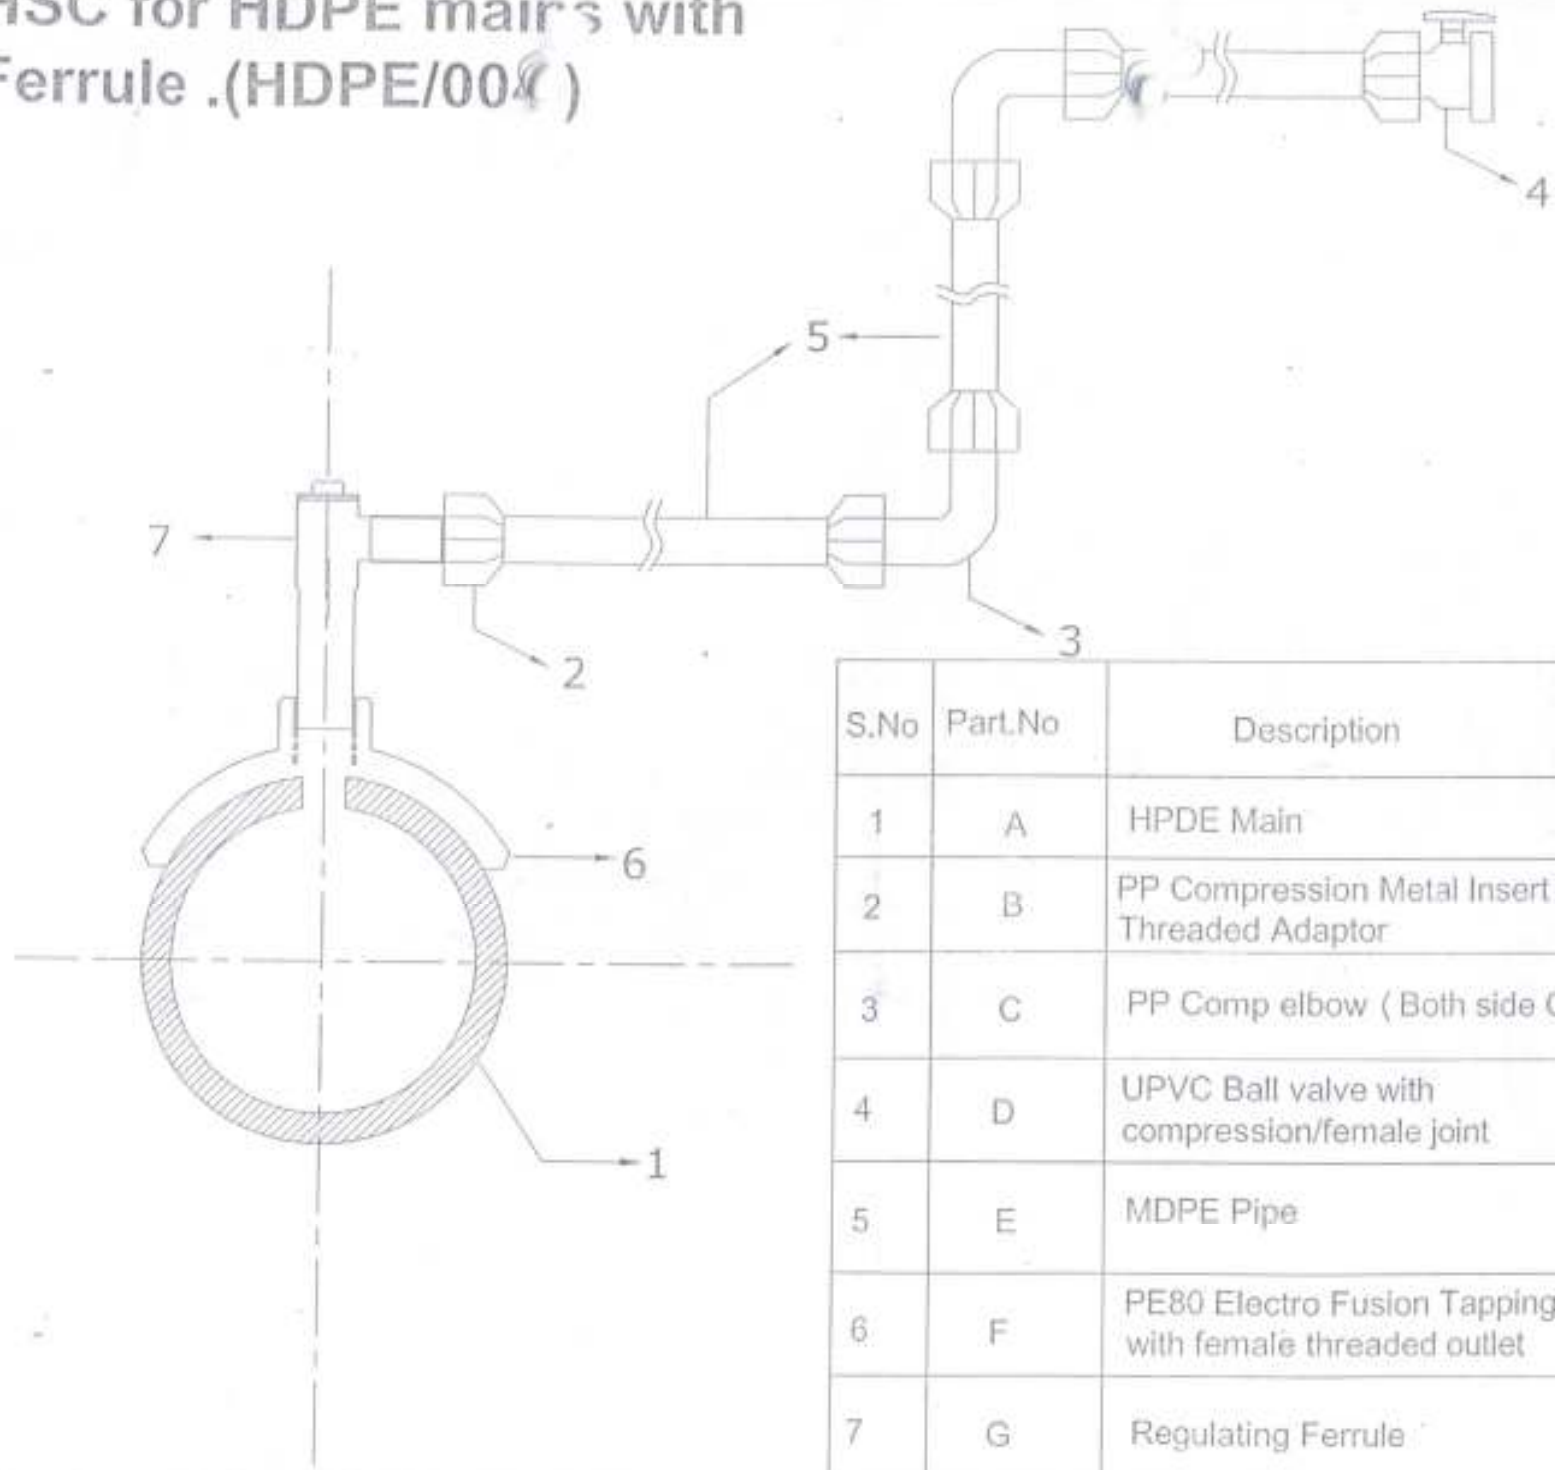 HSC for HDPE mains with
Ferrule .(HDPE/00
4
5
7
2
3
6
1
S.No Part.No Description
1 A HPDE Main
2 B PP Compression Metal Insert
Threaded Adaptor
3 C PP Comp elbow ( Both side
4 D UPVC Ball valve with
compression/female joint
5 E MDPE Pipe
6 F PE80 Electro Fusion Tapping
with female threaded outlet
7 G Regulating Ferrule